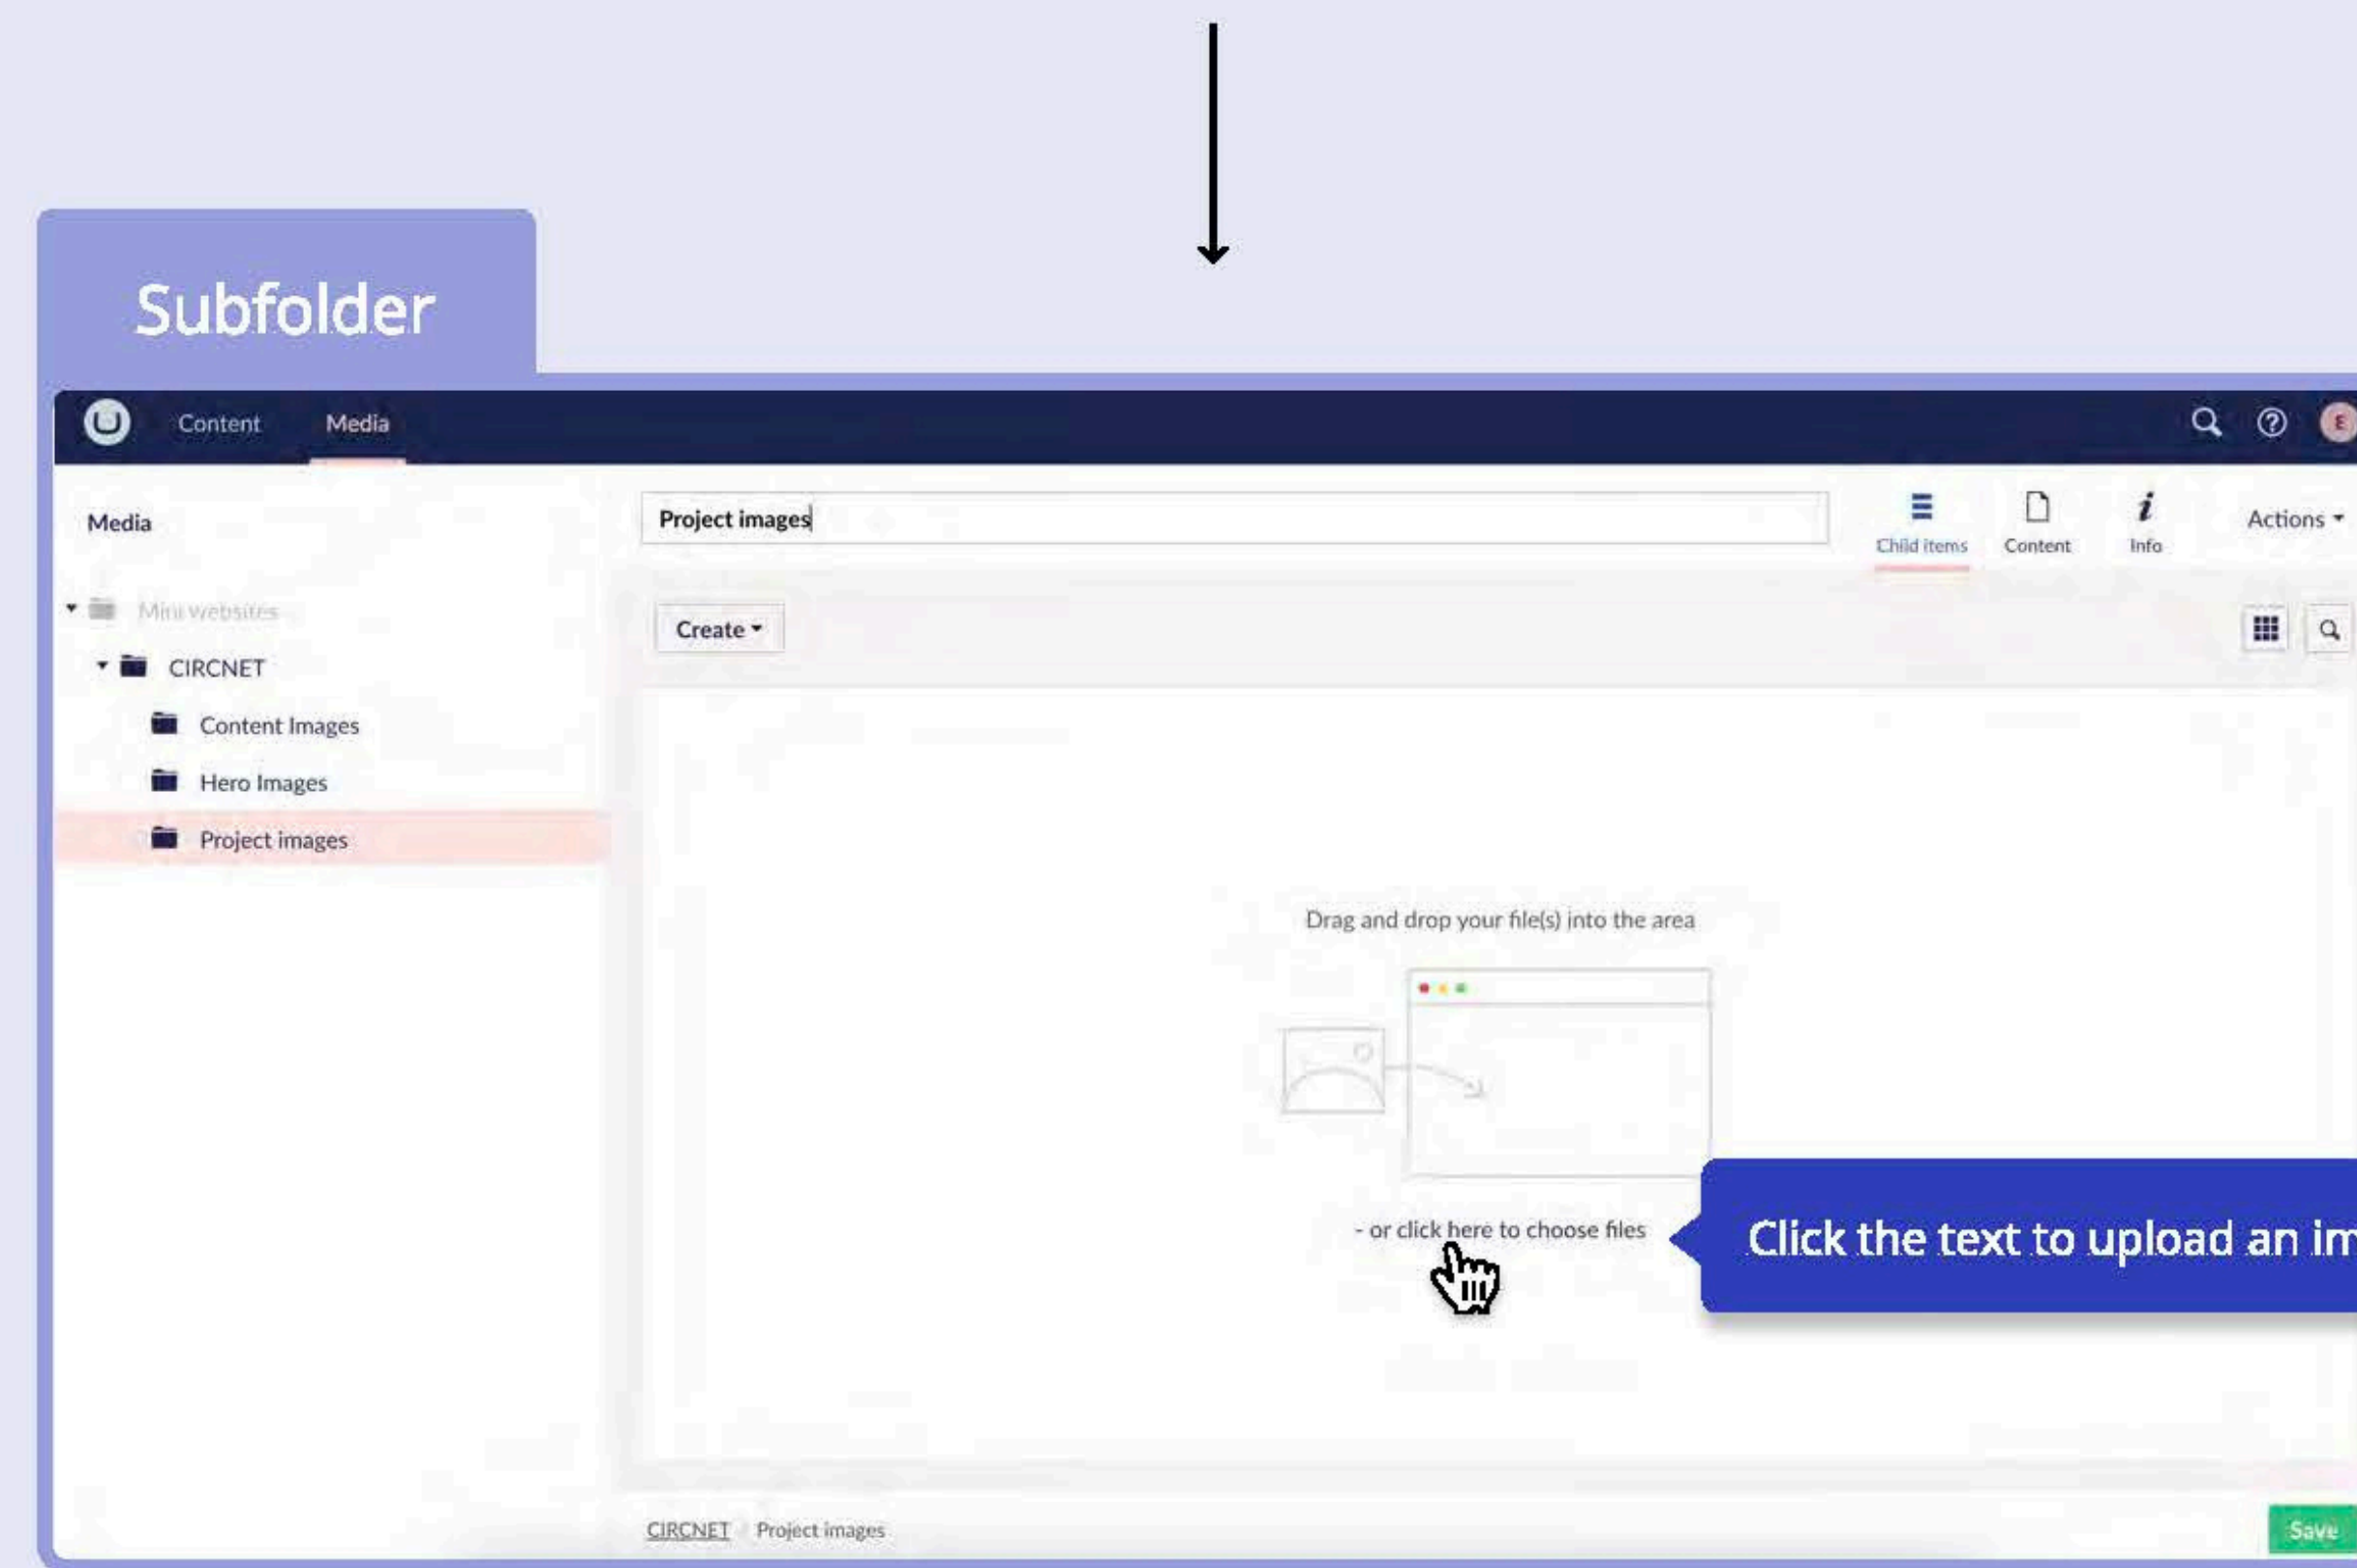 Subfolder
Content Media
E
Media
Project images
Child items Content Info Actions
Mini websites
Create
CIRCNET
Content Images
Hero Images
Project images
Drag and drop your file(s) into the area
- or click here to choose files
Click the text to upload an im
CIRCNET Project images
Save